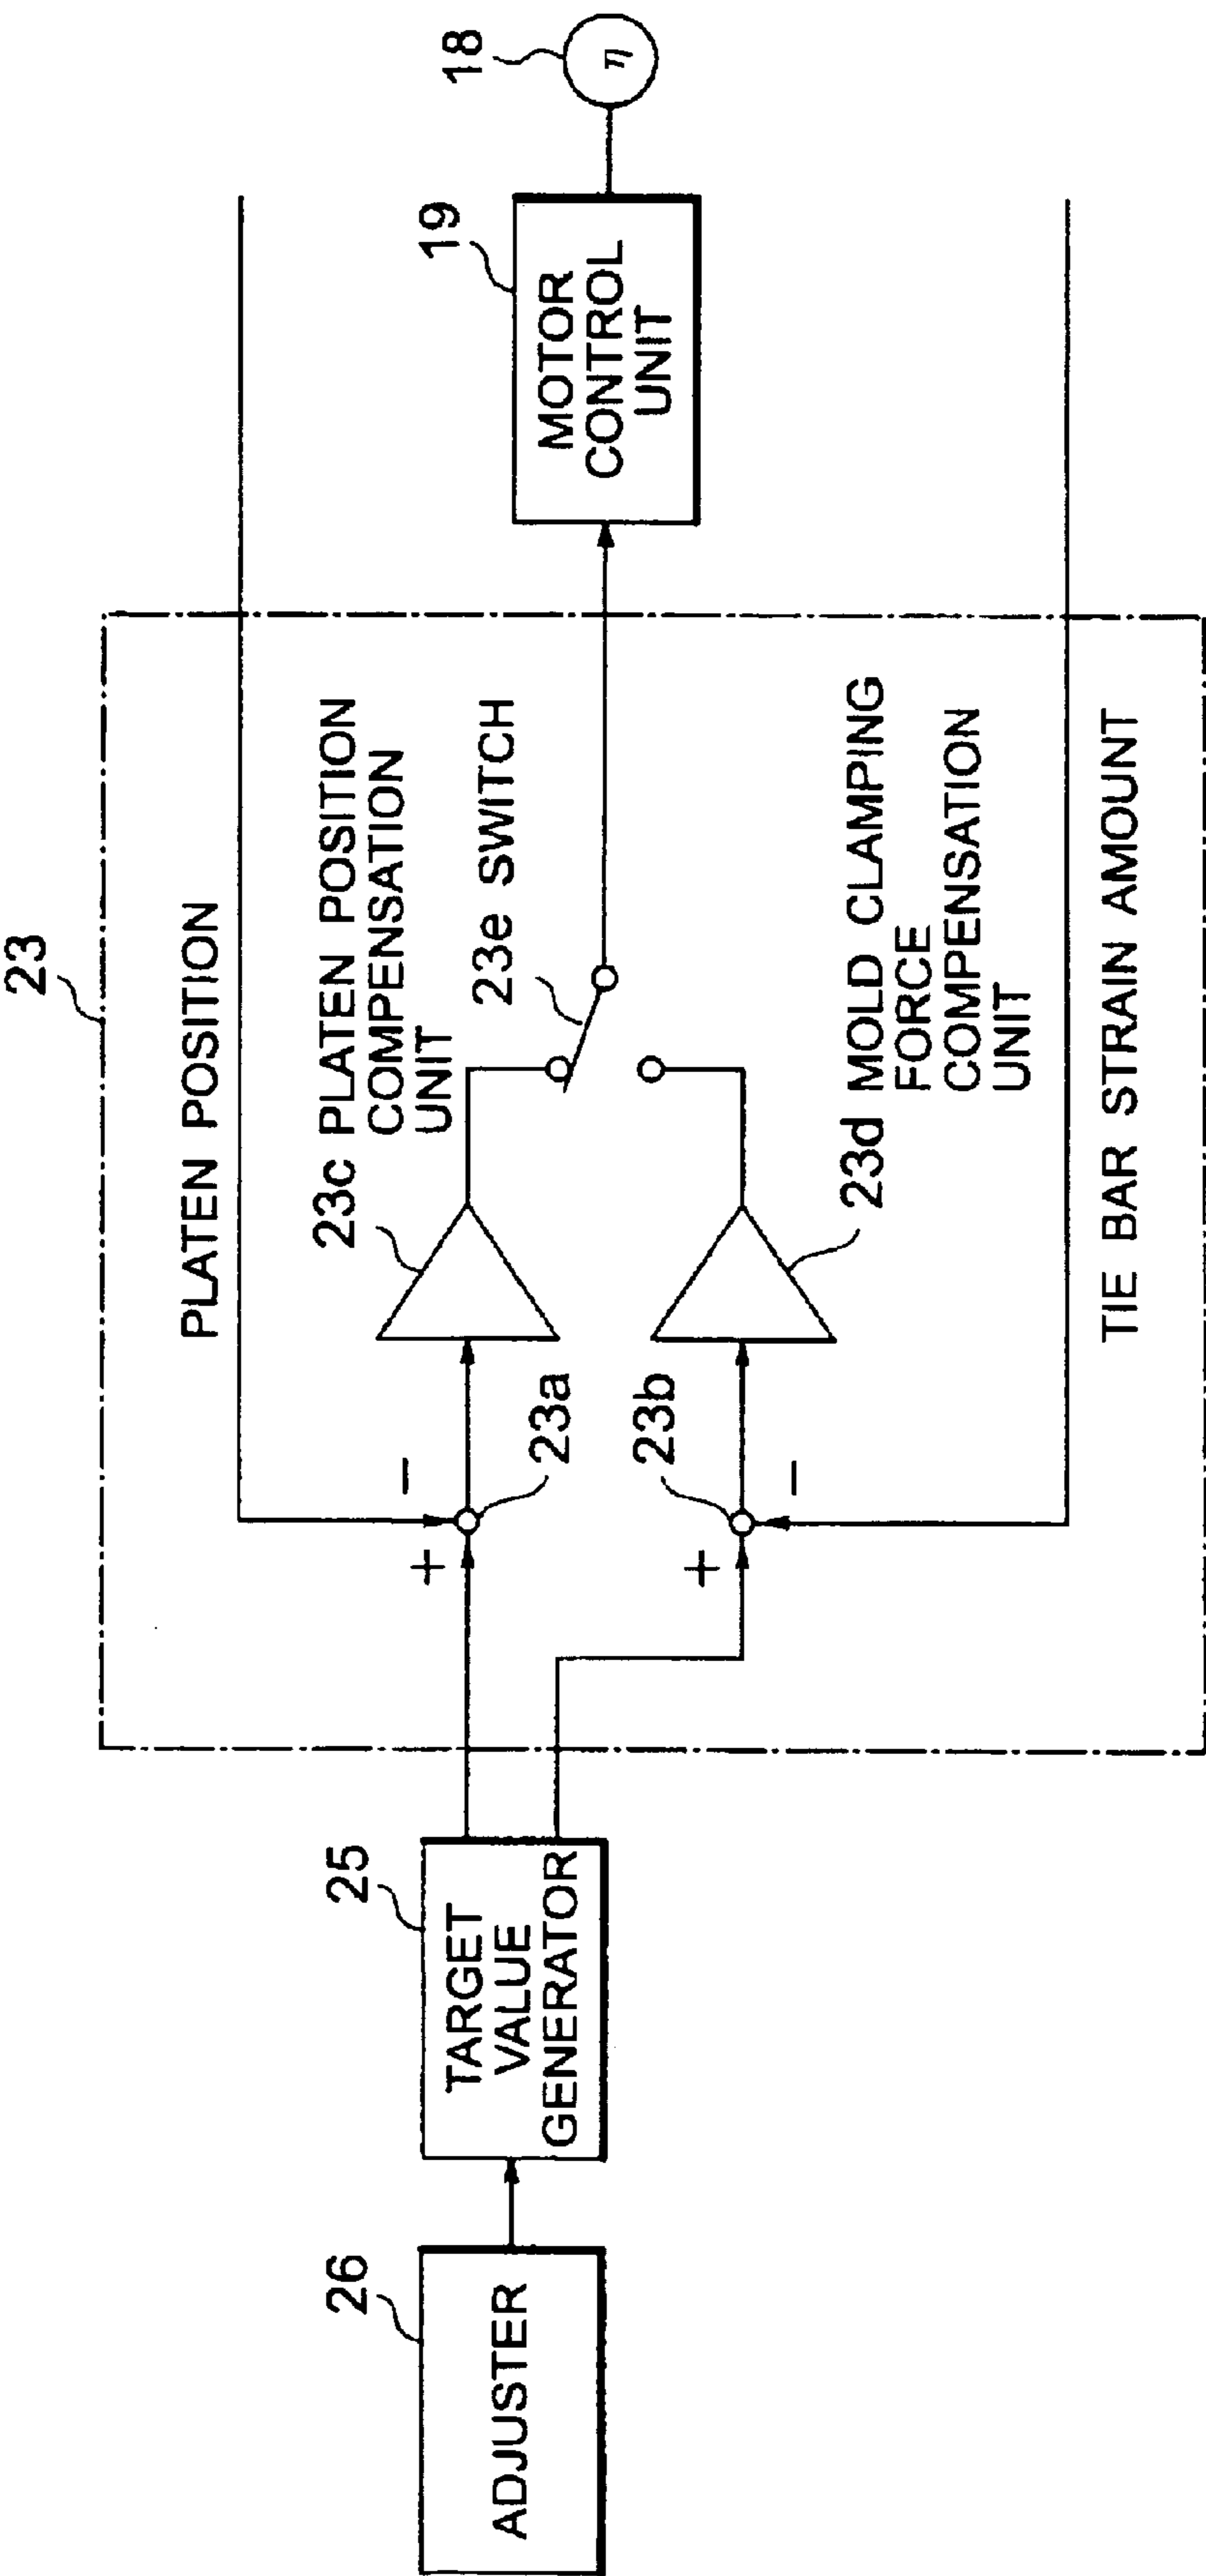 23
PLATEN POSITION
26
ADJUSTER
25
TARGET
VALUE
GENERATOR
+
−
23a
23c PLATEN POSITION
COMPENSATION
UNIT
23e SWITCH
19
MOTOR
CONTROL
UNIT
18
η
+
−
23b
23d MOLD CLAMPING
FORCE
COMPENSATION
UNIT
TIE BAR STRAIN AMOUNT